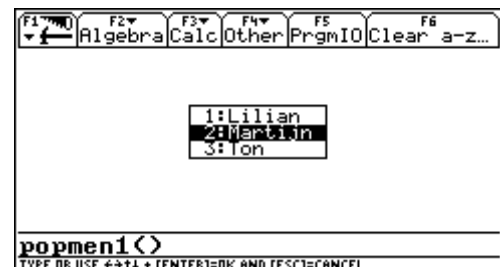 F1 F2▼ F3▼ F4▼ F5 F6
Algebra Calc Other PrgmIO Clear a-z…
1:Lilian
2:Martijn
3:Ton
popmen1()
TYPE OR USE ←→↑↓ + [ENTER]=OK AND [ESC]=CANCEL